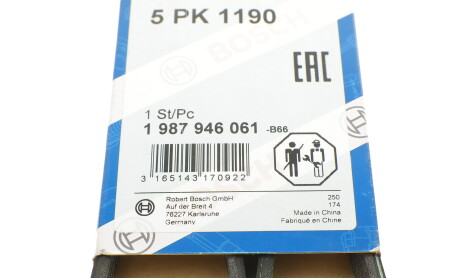 5 PK 1190
BOSCH
EAC
1 St/Pc
1 987 946 061 -B66
3 165143 170922
Robert Bosch GmbH
Auf der Breit 4
76227 Karlsruhe
Germany
250
174
Made in China
Fabriqué en Chine